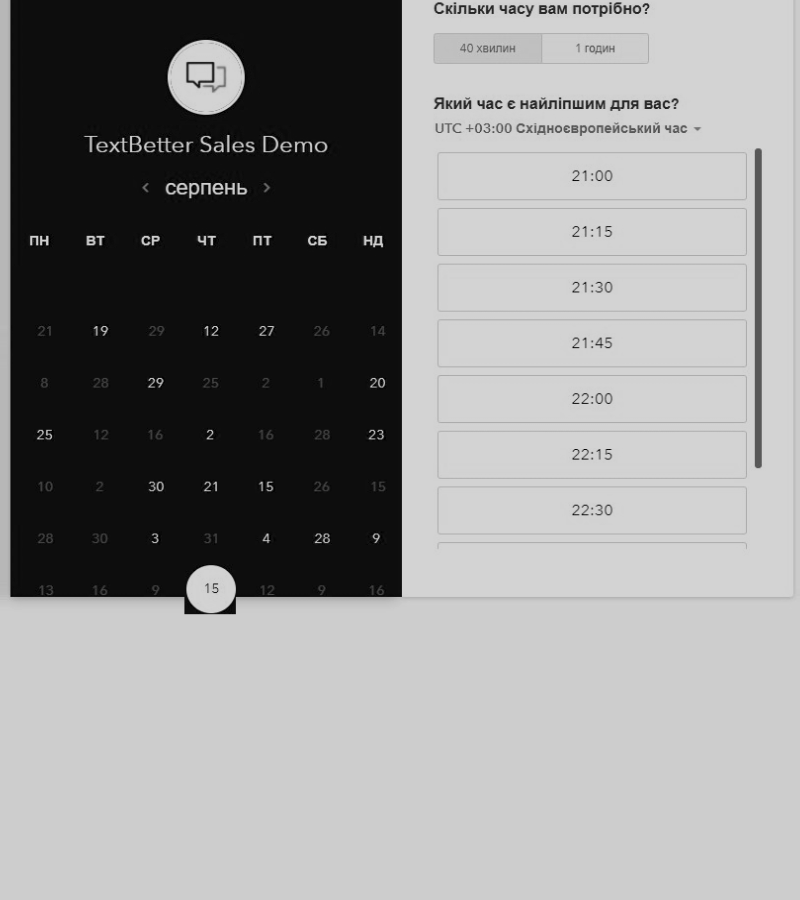 TextBetter Sales Demo
серпень
ПН ВТ СР ЧТ ПТ СБ НД
21 19 29 12 27 26 14
8 28 29 25 2 1 20
25 12 16 2 16 28 23
10 2 30 21 15 26 15
28 30 3 31 4 28 9
13 16 9 15 12 9 16
Скільки часу вам потрібно?
40 хвилин 1 годин
Який час є найліпшим для вас?
UTC +03:00 Східноєвропейський час
21:00
21:15
21:30
21:45
22:00
22:15
22:30